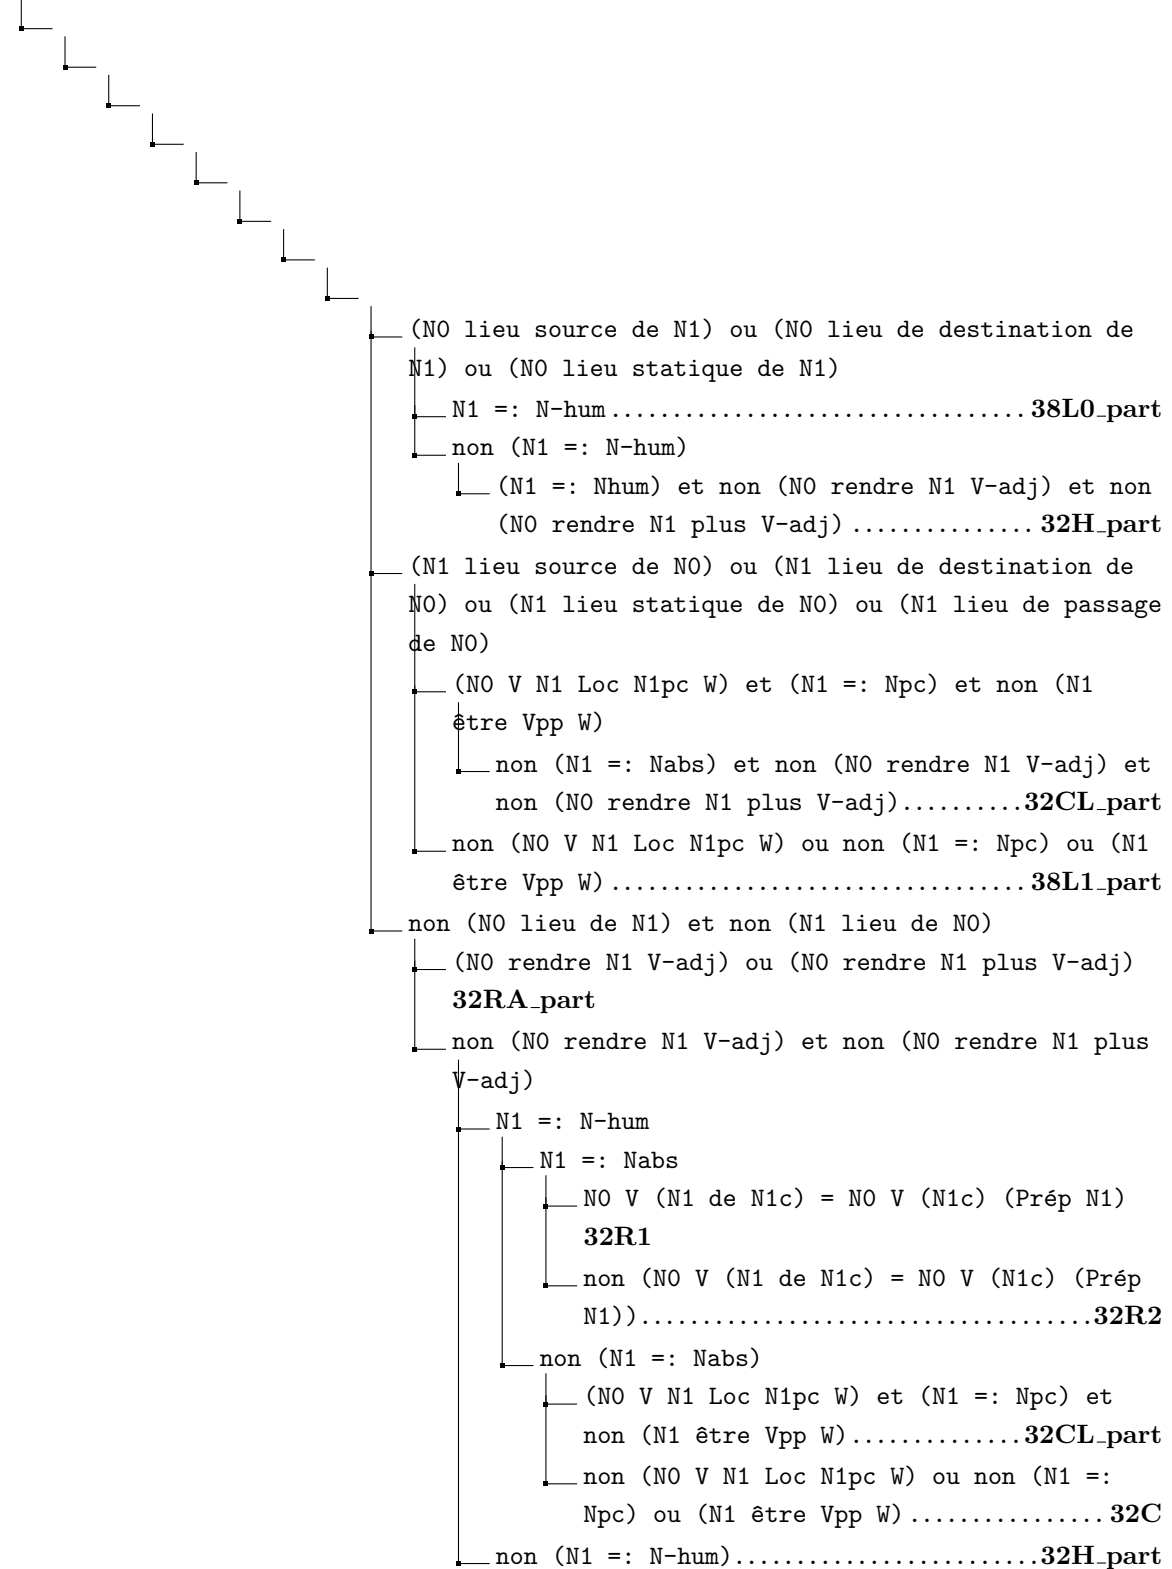 (N0 lieu source de N1) ou (N0 lieu de destination de
N1) ou (N0 lieu statique de N1)
N1 =: N-hum..................................38L0_part
non (N1 =: N-hum)
(N1 =: Nhum) et non (N0 rendre N1 V-adj) et non
(N0 rendre N1 plus V-adj)...............32H_part
(N1 lieu source de N0) ou (N1 lieu de destination de
N0) ou (N1 lieu statique de N0) ou (N1 lieu de passage
de N0)
(N0 V N1 Loc N1pc W) et (N1 =: Npc) et non (N1
être Vpp W)
non (N1 =: Nabs) et non (N0 rendre N1 V-adj) et
non (N0 rendre N1 plus V-adj)..........32CL_part
non (N0 V N1 Loc N1pc W) ou non (N1 =: Npc) ou (N1
être Vpp W)..................................38L1_part
non (N0 lieu de N1) et non (N1 lieu de N0)
(N0 rendre N1 V-adj) ou (N0 rendre N1 plus V-adj)
32RA_part
non (N0 rendre N1 V-adj) et non (N0 rendre N1 plus
V-adj)
N1 =: N-hum
N1 =: Nabs
N0 V (N1 de N1c) = N0 V (N1c) (Prép N1)
32R1
non (N0 V (N1 de N1c) = N0 V (N1c) (Prép
N1)).....................................32R2
non (N1 =: Nabs)
(N0 V N1 Loc N1pc W) et (N1 =: Npc) et
non (N1 être Vpp W)..............32CL_part
non (N0 V N1 Loc N1pc W) ou non (N1 =:
Npc) ou (N1 être Vpp W)................32C
non (N1 =: N-hum).........................32H_part